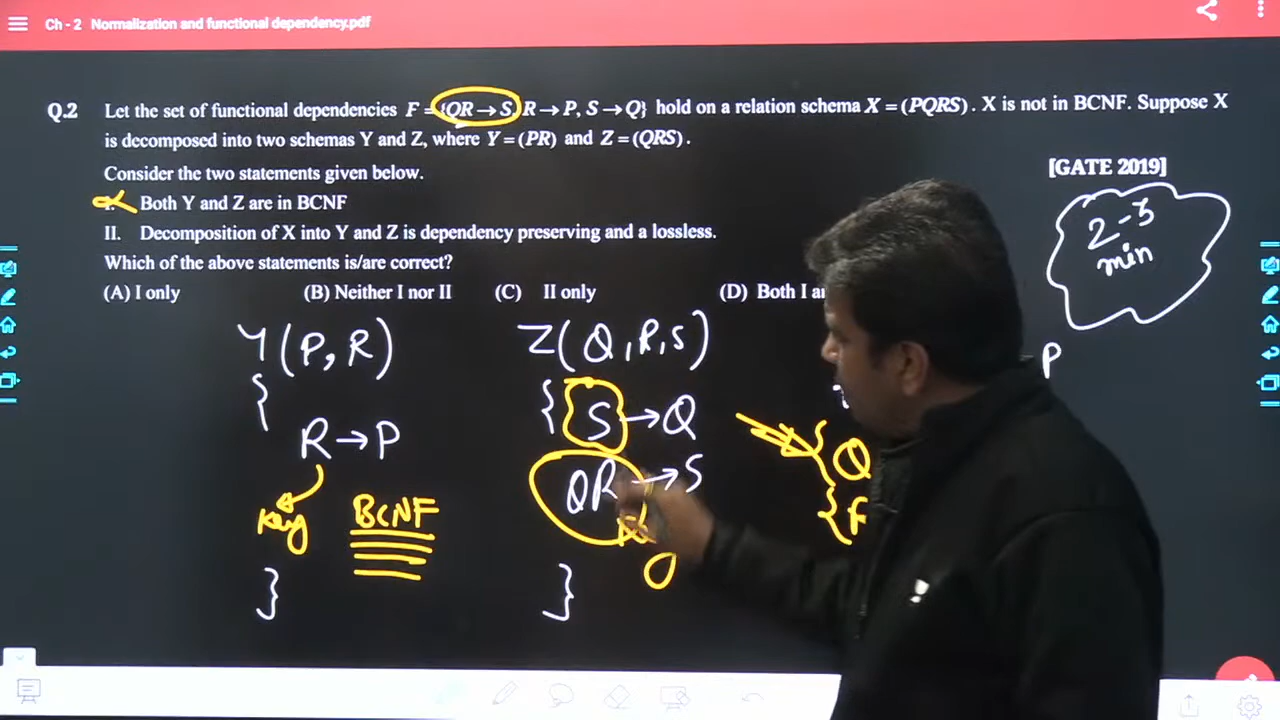 Ch - 2 Normalization and functional dependency.pdf
Q.2 Let the set of functional dependencies F = {QR → S, R → P, S → Q} hold on a relation schema X = (PQRS). X is not in BCNF. Suppose X
is decomposed into two schemas Y and Z, where Y = (PR) and Z = (QRS).
Consider the two statements given below.
[GATE 2019]
I. Both Y and Z are in BCNF
II. Decomposition of X into Y and Z is dependency preserving and a lossless.
Which of the above statements is/are correct?
(A) I only (B) Neither I nor II (C) II only (D) Both I
2-5
min
Y(P, R) Z(Q,R,S)
P
{ { S → Q {
R → P Q
QR → S {
Key BCNF
} }